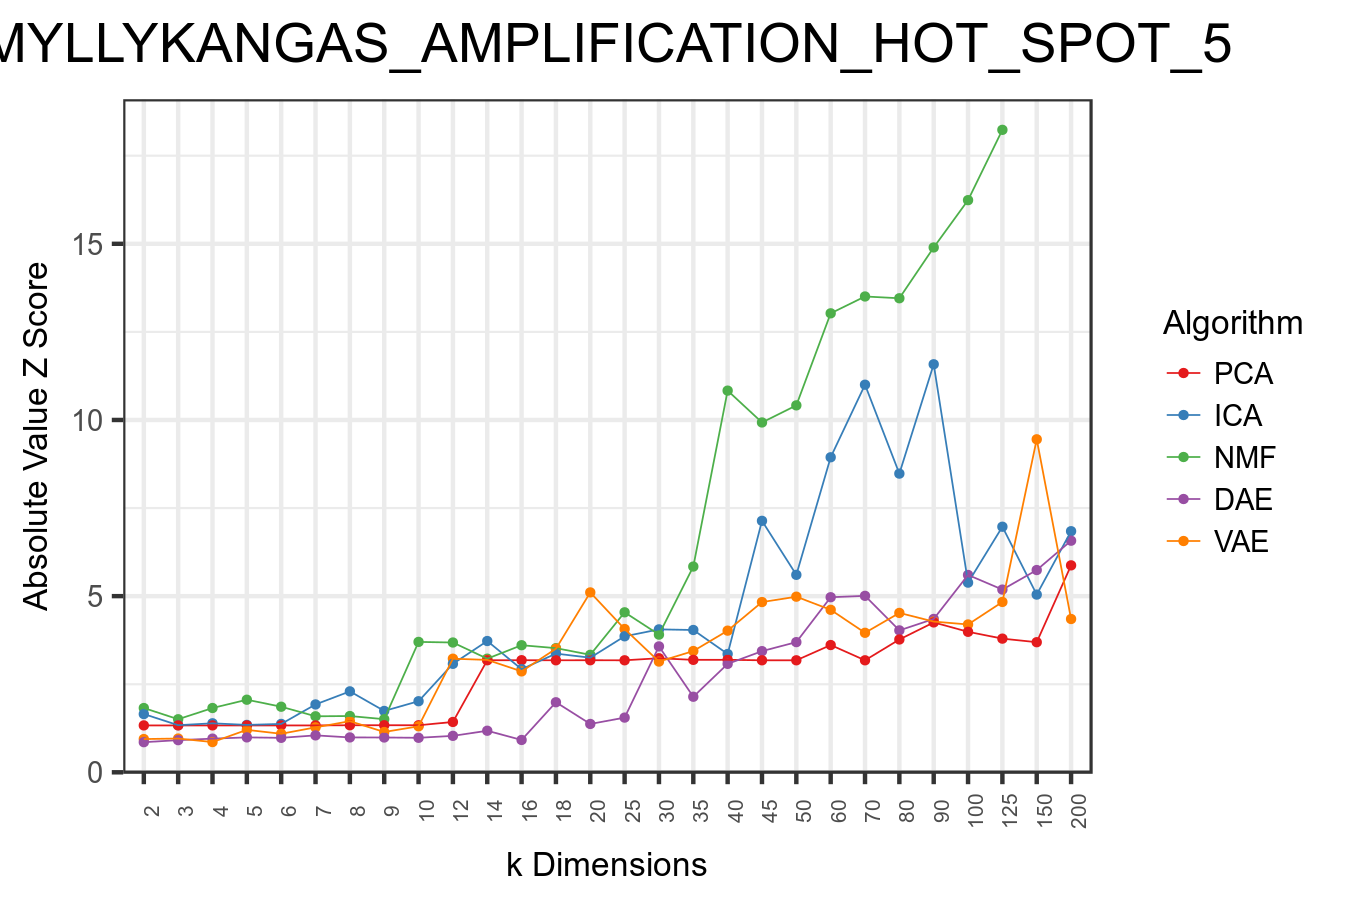 MYLLYKANGAS_AMPLIFICATION_HOT_SPOT_5
Absolute Value Z Score
15
10
5
0
2 3 4 5 6 7 8 9 10 12 14 16 18 20 25 30 35 40 45 50 60 70 80 90 100 125 150 200
k Dimensions
Algorithm
PCA
ICA
NMF
DAE
VAE